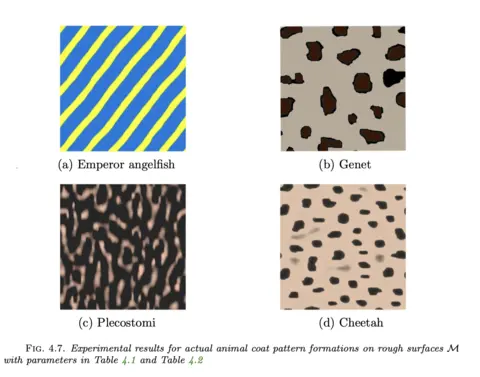 (a) Emperor angelfish
(b) Genet
(c) Plecostomi
(d) Cheetah
FIG. 4.7. Experimental results for actual animal coat pattern formations on rough surfaces M
with parameters in Table 4.1 and Table 4.2